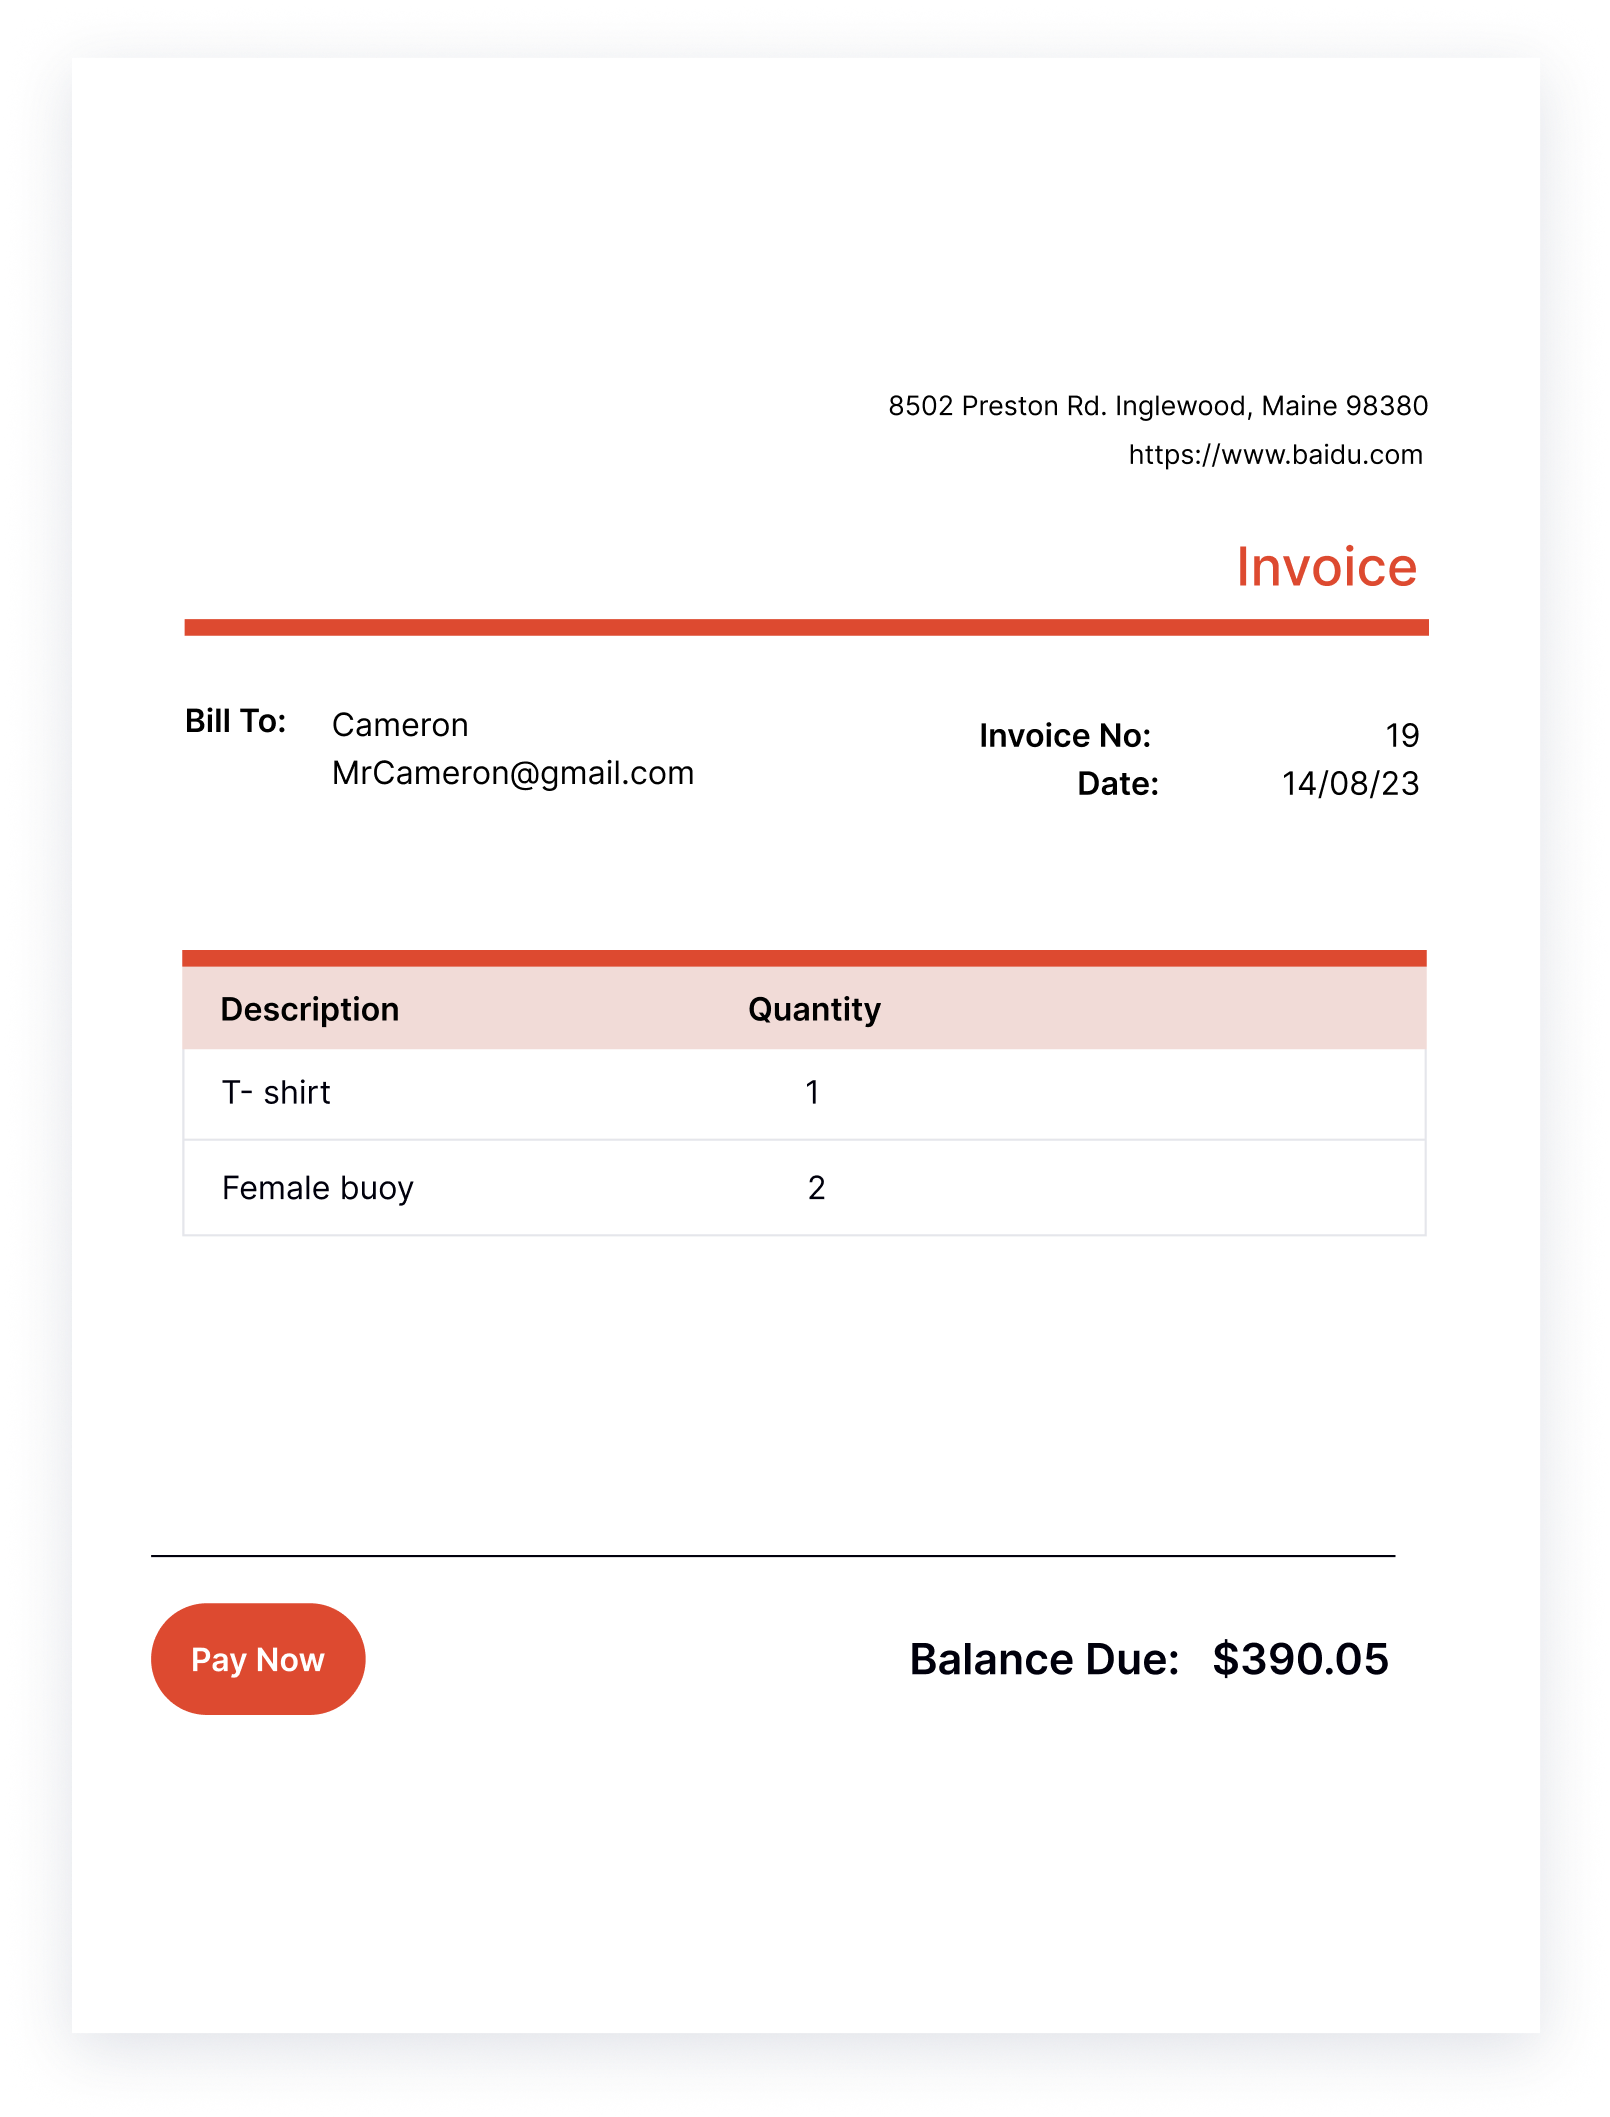 8502 Preston Rd. Inglewood, Maine 98380
https://www.baidu.com
Invoice
Bill To: Cameron
MrCameron@gmail.com
Invoice No: 19
Date: 14/08/23
Description Quantity
T- shirt 1
Female buoy 2
Pay Now Balance Due: $390.05